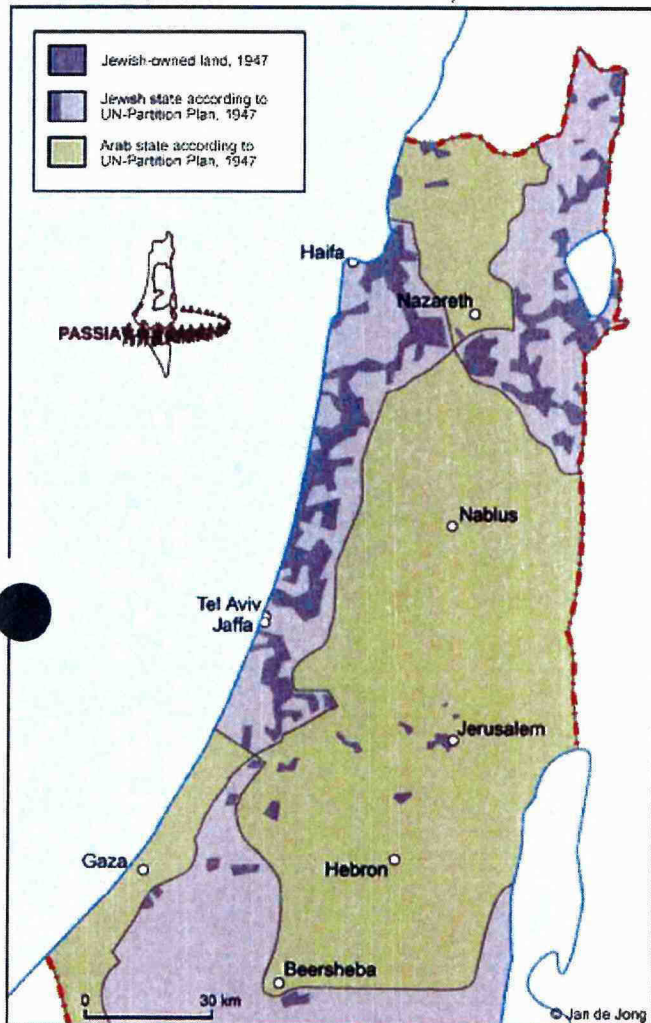 Jewish-owned land, 1947
Jewish state according to
UN-Partition Plan, 1947
Arab state according to
UN-Partition Plan, 1947
Haifa
Nazareth
PASSIA
Nablus
Tel Aviv
Jaffa
Jerusalem
Gaza
Hebron
Beersheba
0 30 km
© Jan de Jong